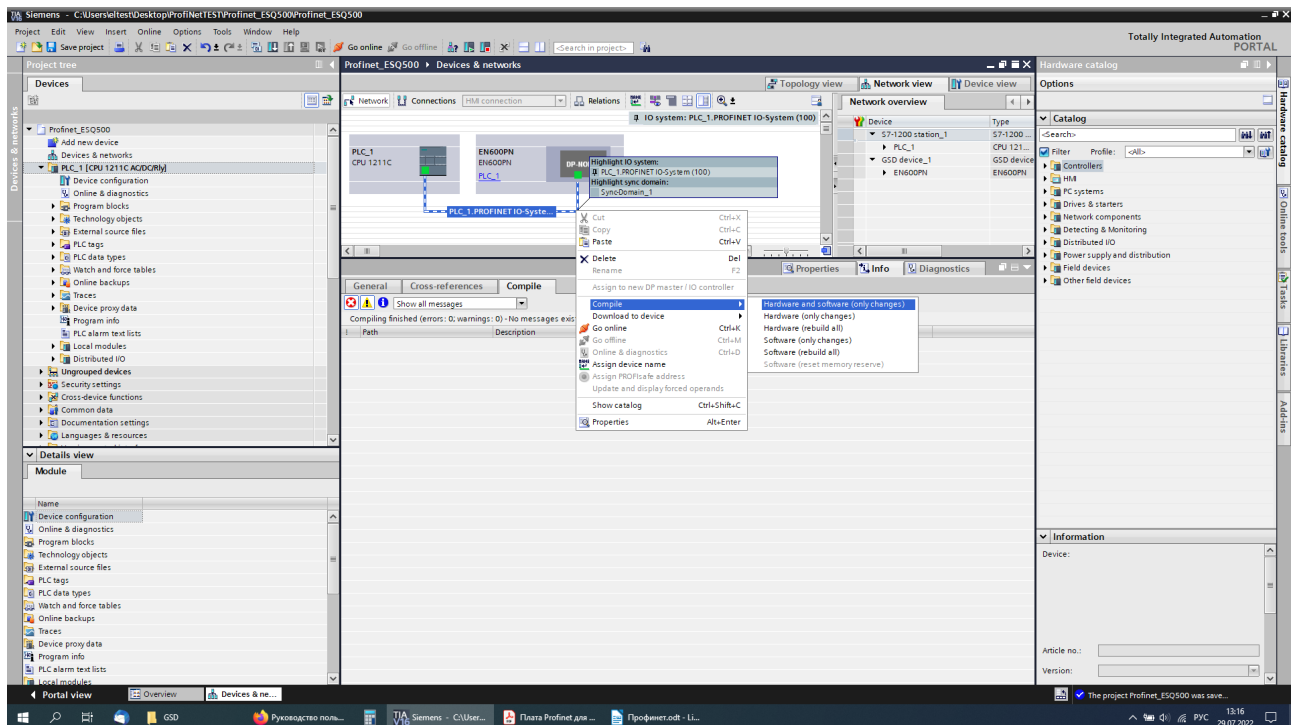 Siemens - C:\Users\eltest\Desktop\ProfiNetTEST\Profinet_ESQ500\Profinet_ESQ500
Project Edit View Insert Online Options Tools Window Help
Totally Integrated Automation
PORTAL
Save project Go online Go offline <Search in project>
Project tree
Devices
Devices & networks
Profinet_ESQ500
Add new device
Devices & networks
PLC_1 [CPU 1211C AC/DC/Rly]
Device configuration
Online & diagnostics
Program blocks
Technology objects
External source files
PLC tags
PLC data types
Watch and force tables
Online backups
Traces
Device proxy data
Program info
PLC alarm text lists
Local modules
Distributed I/O
Ungrouped devices
Security settings
Cross-device functions
Common data
Documentation settings
Languages & resources
Details view
Module
Name
Device configuration
Online & diagnostics
Program blocks
Technology objects
External source files
PLC tags
PLC data types
Watch and force tables
Online backups
Traces
Device proxy data
Program info
PLC alarm text lists
Local modules
Profinet_ESQ500 Devices & networks
Topology view Network view Device view
Network Connections HMI connection Relations
IO system: PLC_1.PROFINET IO-System (100)
PLC_1
CPU 1211C
EN600PN
EN600PN
PLC_1
DP-NO
PLC_1.PROFINET IO-Syste...
Highlight IO system:
PLC_1.PROFINET IO-System (100)
Highlight sync domain:
Sync-Domain_1
Network overview
Device Type
S7-1200 station_1 S7-1200 ...
PLC_1 CPU 121...
GSD device_1 GSD device
EN600PN EN600PN
Cut Ctrl+X
Copy Ctrl+C
Paste Ctrl+V
Delete Del
Rename F2
Assign to new DP master / IO controller
Compile
Download to device
Go online Ctrl+K
Go offline Ctrl+M
Online & diagnostics Ctrl+D
Assign device name
Assign PROFIsafe address
Update and display forced operands
Show catalog Ctrl+Shift+C
Properties Alt+Enter
Hardware and software (only changes)
Hardware (only changes)
Hardware (rebuild all)
Software (only changes)
Software (rebuild all)
Software (reset memory reserve)
Properties Info Diagnostics
General Cross-references Compile
Show all messages
Compiling finished (errors: 0; warnings: 0) - No messages exis
! Path Description
Hardware catalog
Options
Catalog
<Search>
Filter Profile: <All>
Controllers
HMI
PC systems
Drives & starters
Network components
Detecting & Monitoring
Distributed I/O
Power supply and distribution
Field devices
Other field devices
Information
Device:
Article no.:
Version:
Hardware catalog
Online tools
Tasks
Libraries
Add-ins
Portal view Overview Devices & ne...
The project Profinet_ESQ500 was save...
GSD
Руководство поль...
Siemens - C:\User...
Плата Profinet для ...
Профинет.odt - Li...
РУС
13:16
29.07.2022